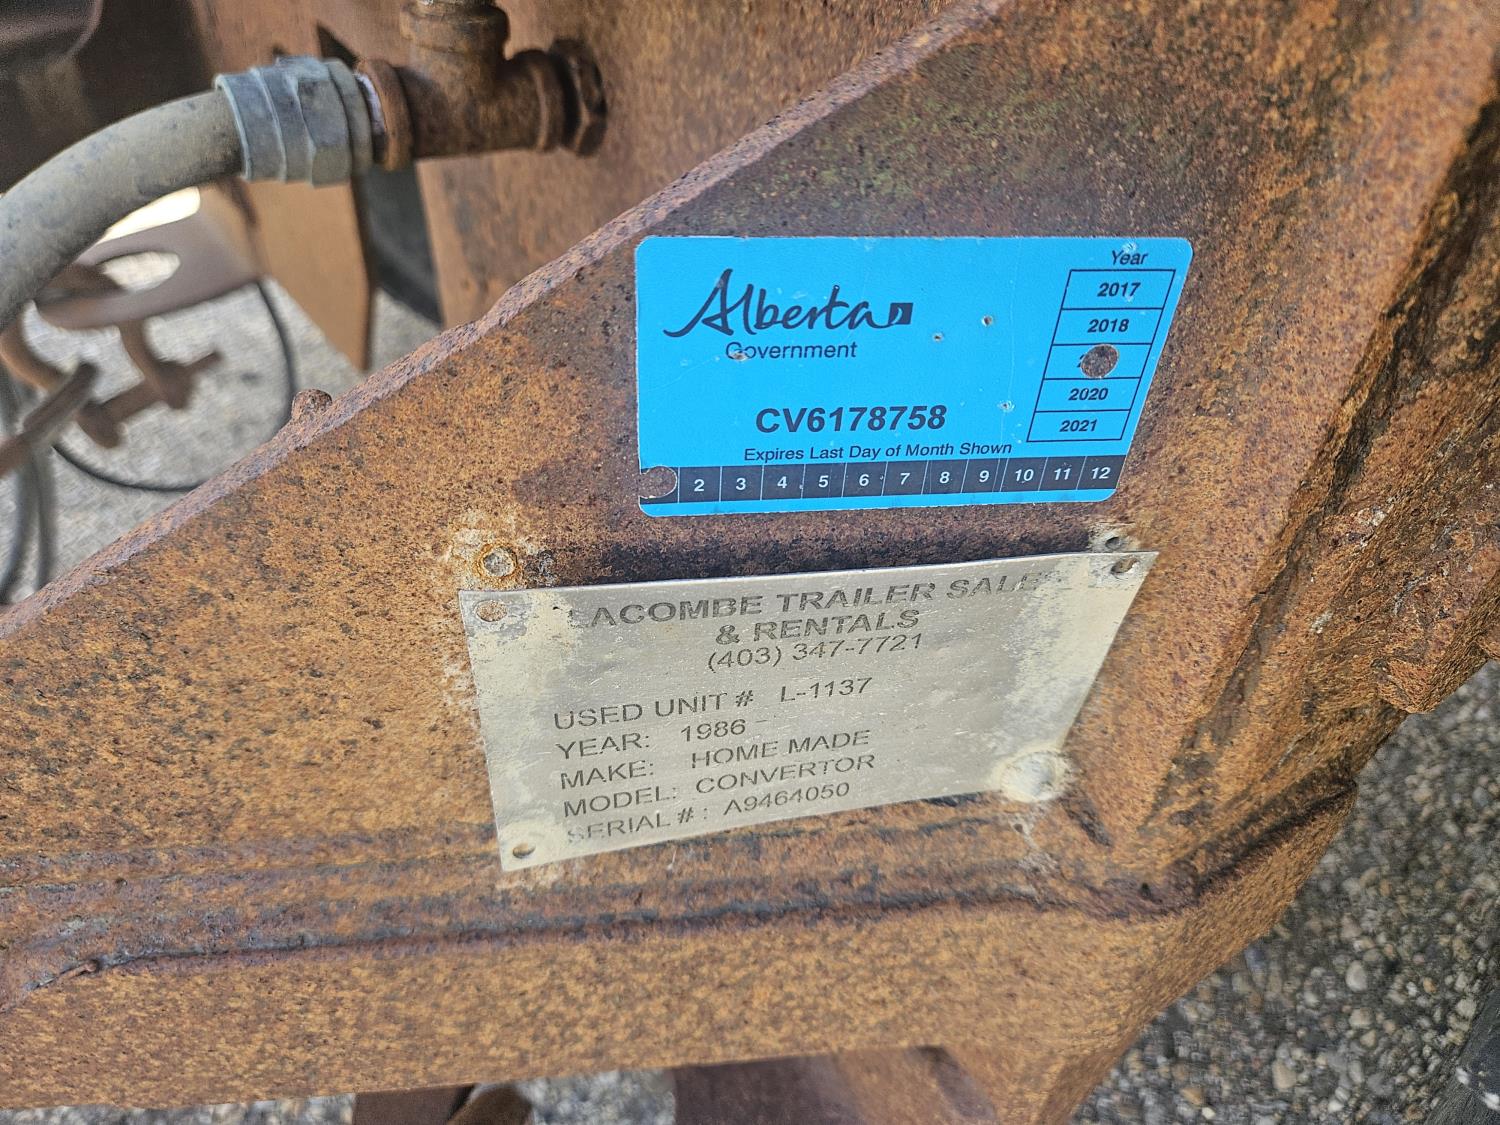 Alberta
Government
Year
2017
2018
2020
2021
CV6178758
Expires Last Day of Month Shown
2 3 4 5 6 7 8 9 10 11 12
LACOMBE TRAILER SALES
& RENTALS
(403) 347-7721
USED UNIT # L-1137
YEAR: 1986
MAKE: HOME MADE
MODEL: CONVERTOR
SERIAL # : A9464050